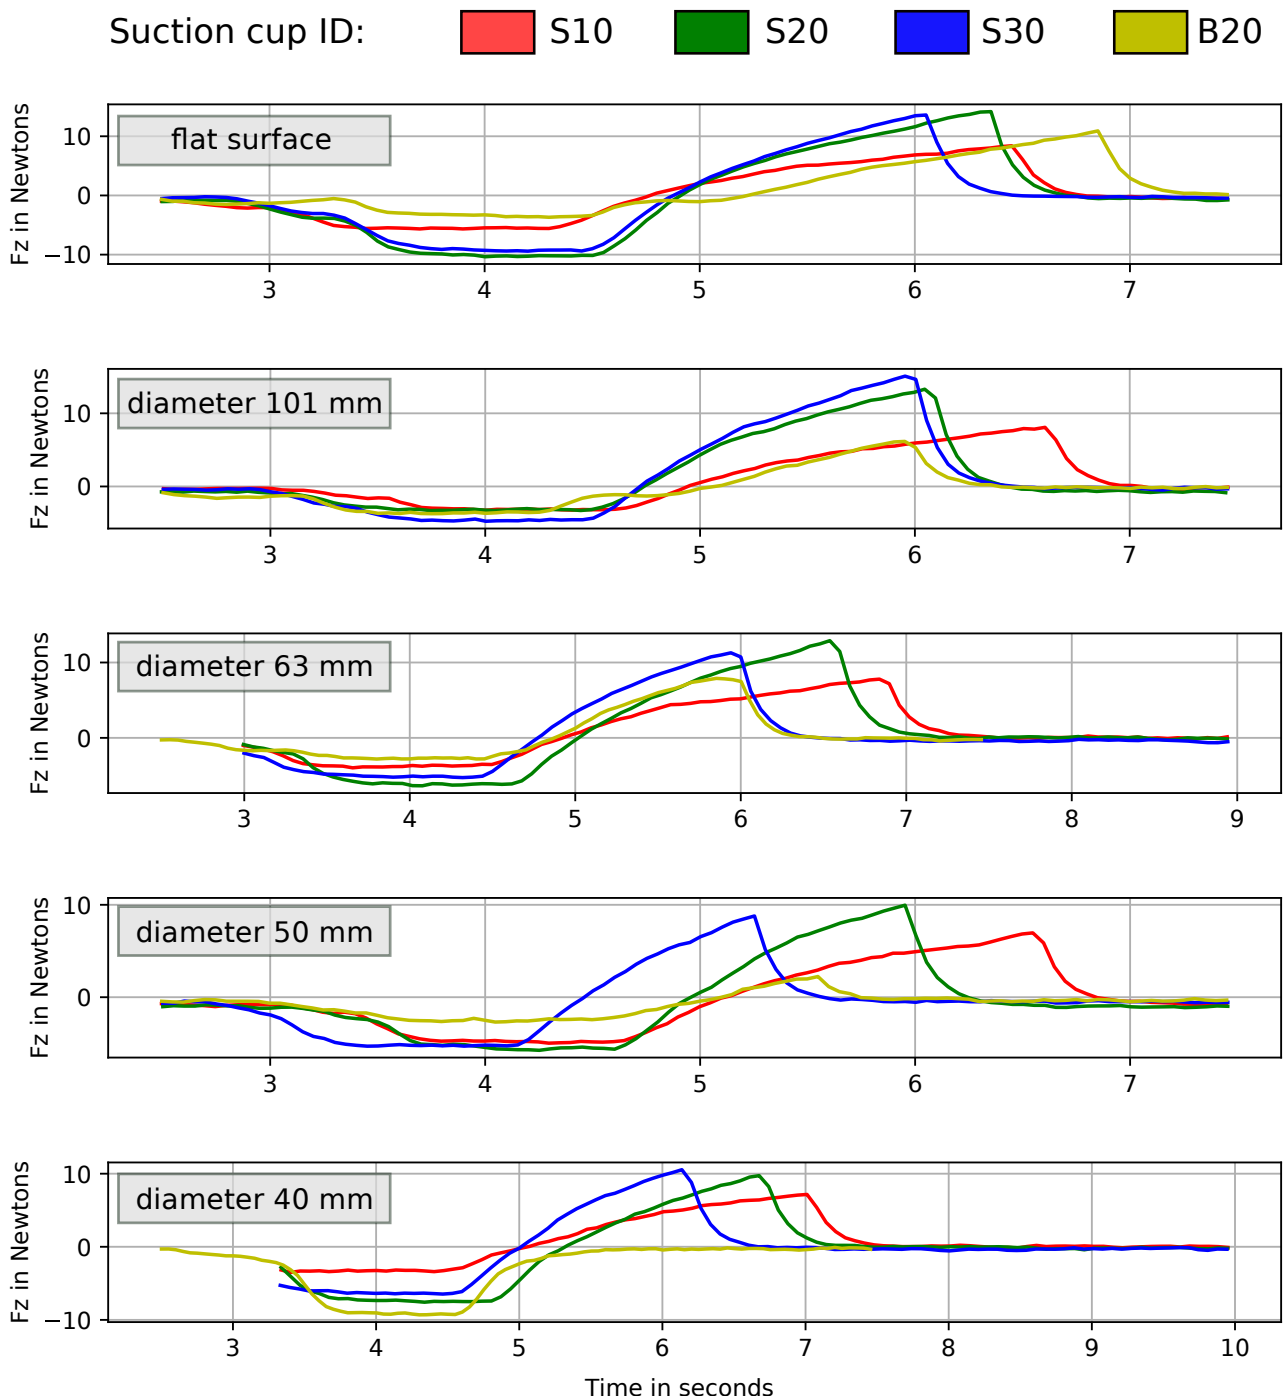 Suction cup ID: S10 S20 S30 B20
flat surface
Fz in Newtons
10
0
−10
3 4 5 6 7
diameter 101 mm
Fz in Newtons
10
0
3 4 5 6 7
diameter 63 mm
Fz in Newtons
10
0
3 4 5 6 7 8 9
diameter 50 mm
Fz in Newtons
10
0
3 4 5 6 7
diameter 40 mm
Fz in Newtons
10
0
−10
3 4 5 6 7 8 9 10
Time in seconds